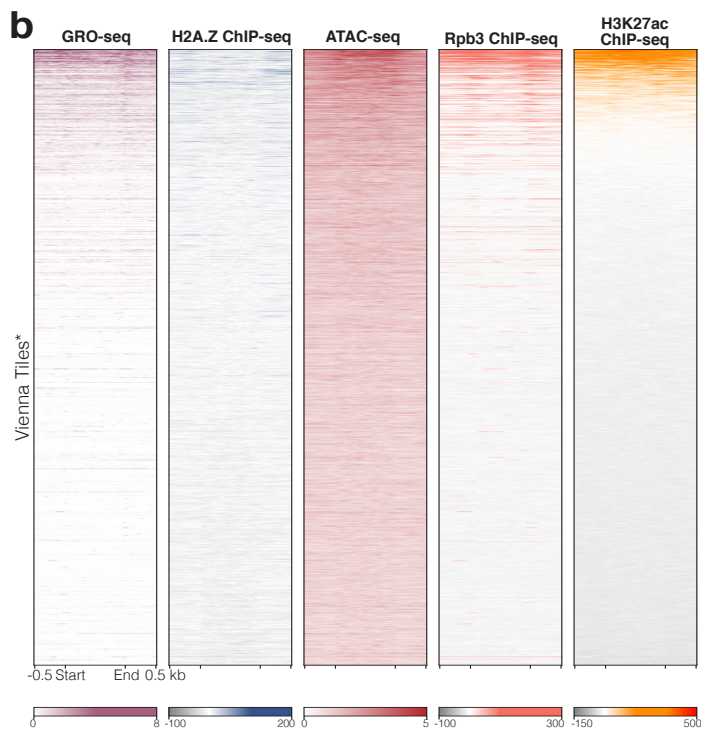 b
GRO-seq
H2A.Z ChIP-seq
ATAC-seq
Rpb3 ChIP-seq
H3K27ac
ChIP-seq
Vienna Tiles*
-0.5 Start End 0.5 kb
0 8
-100 200
0 5
-100 300
-150 500